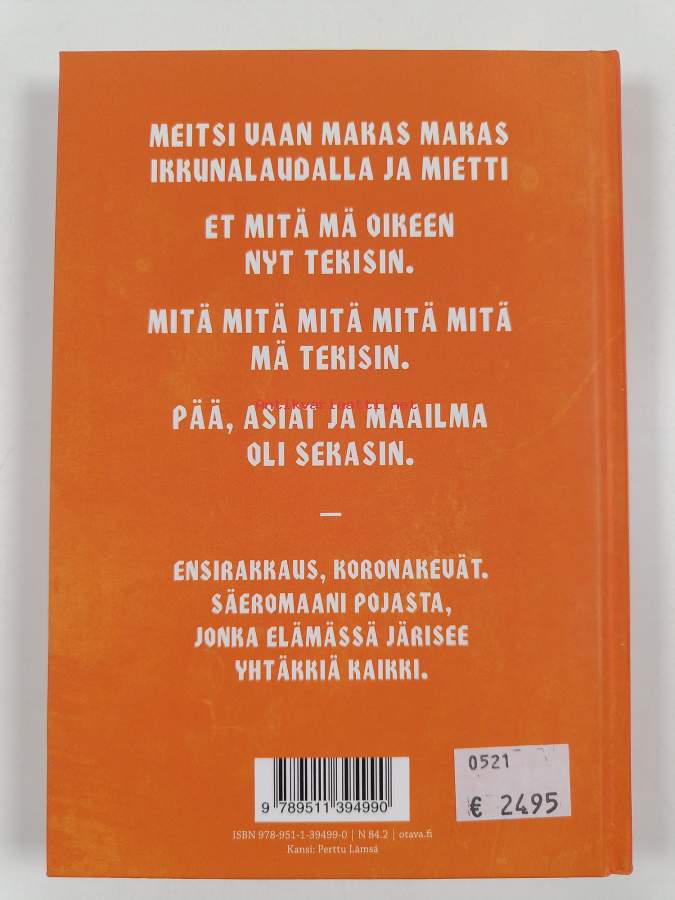 MEITSI VAAN MAKAS MAKAS
IKKUNALAUDALLA JA MIETTI
ET MITÄ MÄ OIKEEN
NYT TEKISIN.
MITÄ MITÄ MITÄ MITÄ MITÄ
MÄ TEKISIN.
PÄÄ, ASIAT JA MAAILMA
Antikvariaatti.net
OLI SEKASIN.
—
ENSIRAKKAUS, KORONAKEVÄT.
SÄEROMAANI POJASTA,
JONKA ELÄMÄSSÄ JÄRISEE
YHTÄKKIÄ KAIKKI.
0521
€ 2495
9 789511 394990
ISBN 978-951-1-39499-0 | N 84.2 | otava.fi
Kansi: Perttu Lämsä